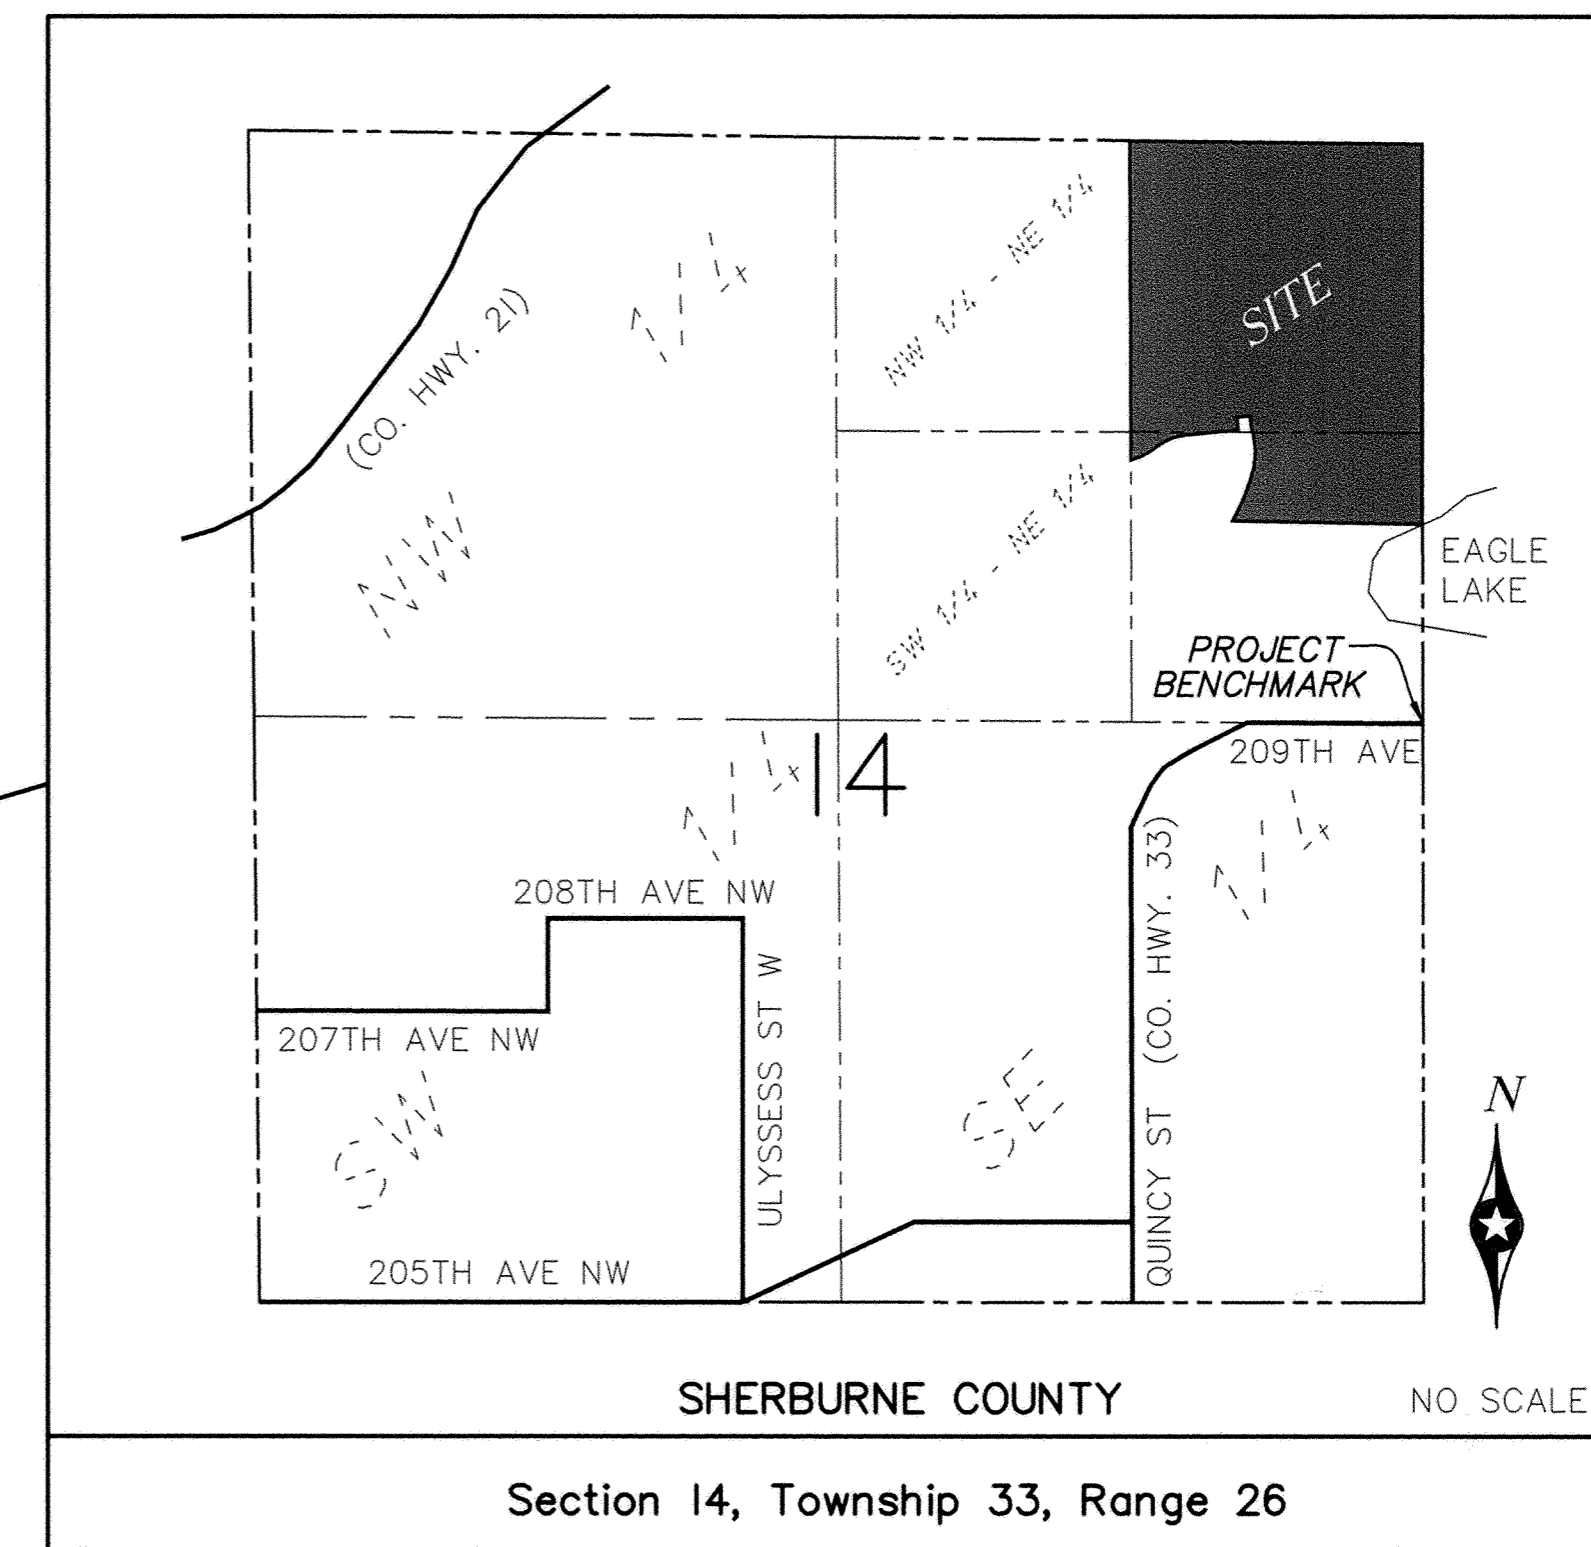 (CO. HWY. 21)
NW 1/4
NW 1/4 - NE 1/4
SITE
SW 1/4 - NE 1/4
EAGLE
LAKE
PROJECT
BENCHMARK
14
209TH AVE
208TH AVE NW
207TH AVE NW
SW 1/4
ULYSSESS ST W
SE 1/4
QUINCY ST (CO. HWY. 33)
205TH AVE NW
N
SHERBURNE COUNTY
NO SCALE
Section 14, Township 33, Range 26